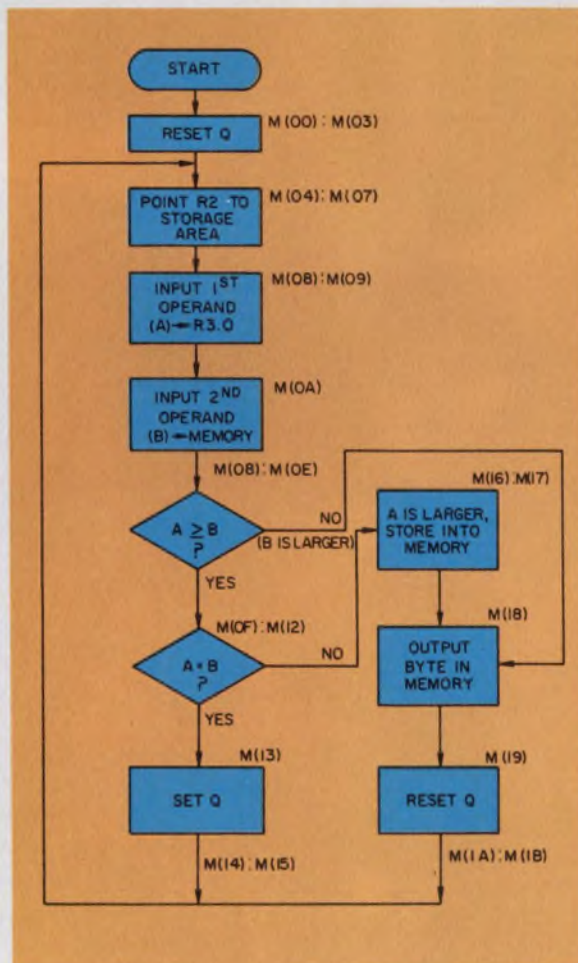 START
RESET Q
M(00):M(03)
POINT R2 TO
STORAGE
AREA
M(04):M(07)
INPUT 1ST
OPERAND
(A)→R3.0
M(08):M(09)
INPUT 2ND
OPERAND
(B)→MEMORY
M(0A)
M(0B):M(0E)
A ≥ B
?
NO
(B IS LARGER)
YES
M(0F):M(12)
A=B
?
NO
YES
M(13)
SET Q
M(14):M(15)
M(16):M(17)
A IS LARGER,
STORE INTO
MEMORY
M(18)
OUTPUT
BYTE IN
MEMORY
M(19)
RESET Q
M(1A):M(1B)